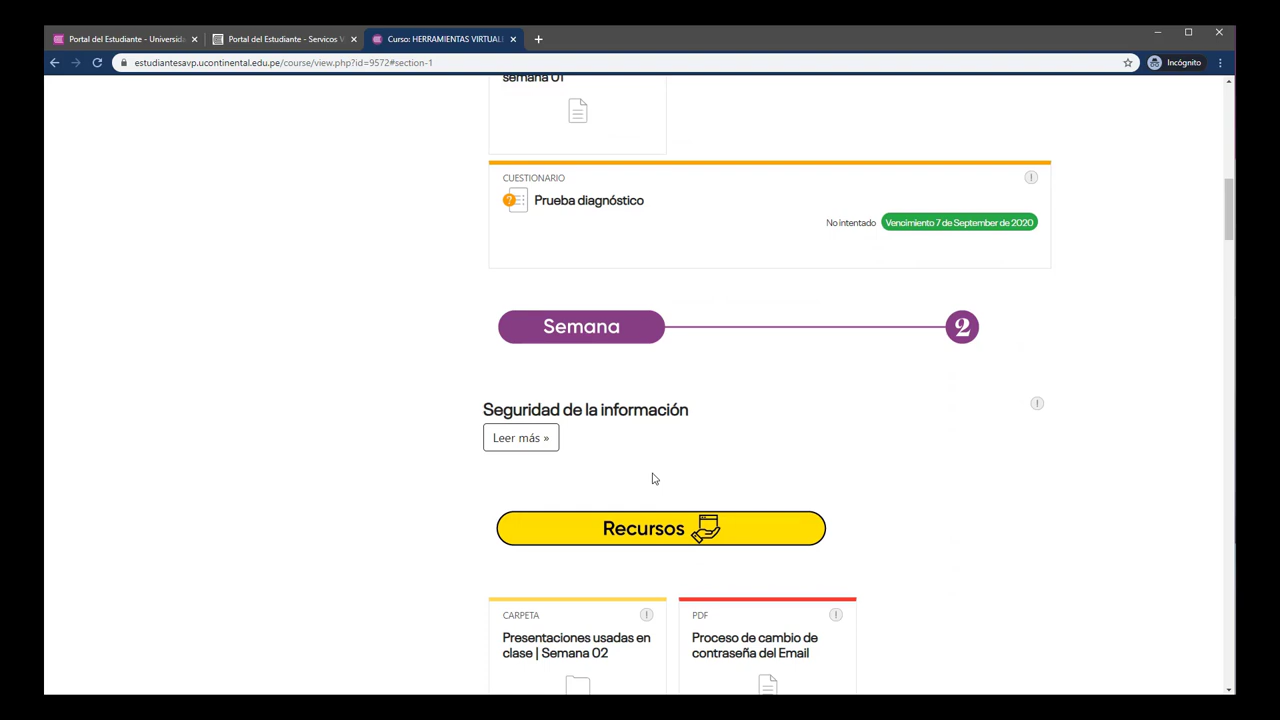 Portal del Estudiante - Universida
Portal del Estudiante - Servicos V
Curso: HERRAMIENTAS VIRTUAL
estudiantesavp.ucontinental.edu.pe/course/view.php?id=9572#section-1
Incógnito
semana 01
CUESTIONARIO
Prueba diagnóstico
No intentado
Vencimiento 7 de September de 2020
Semana
2
Seguridad de la información
Leer más »
Recursos
CARPETA
Presentaciones usadas en
clase | Semana 02
PDF
Proceso de cambio de
contraseña del Email